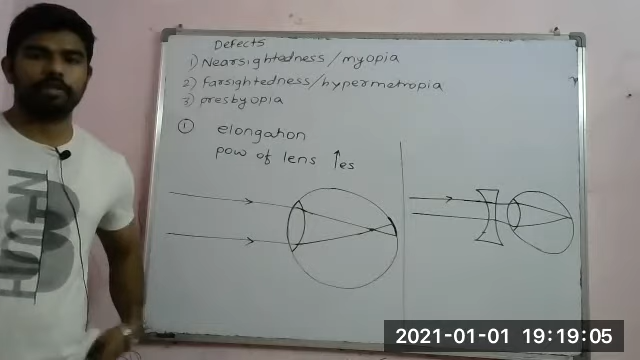 Defects
1) Nearsightedness/myopia
2) Farsightedness/hypermetropia
3) presbyopia
① elongation
pow of lens ↑es
2021-01-01 19:19:05